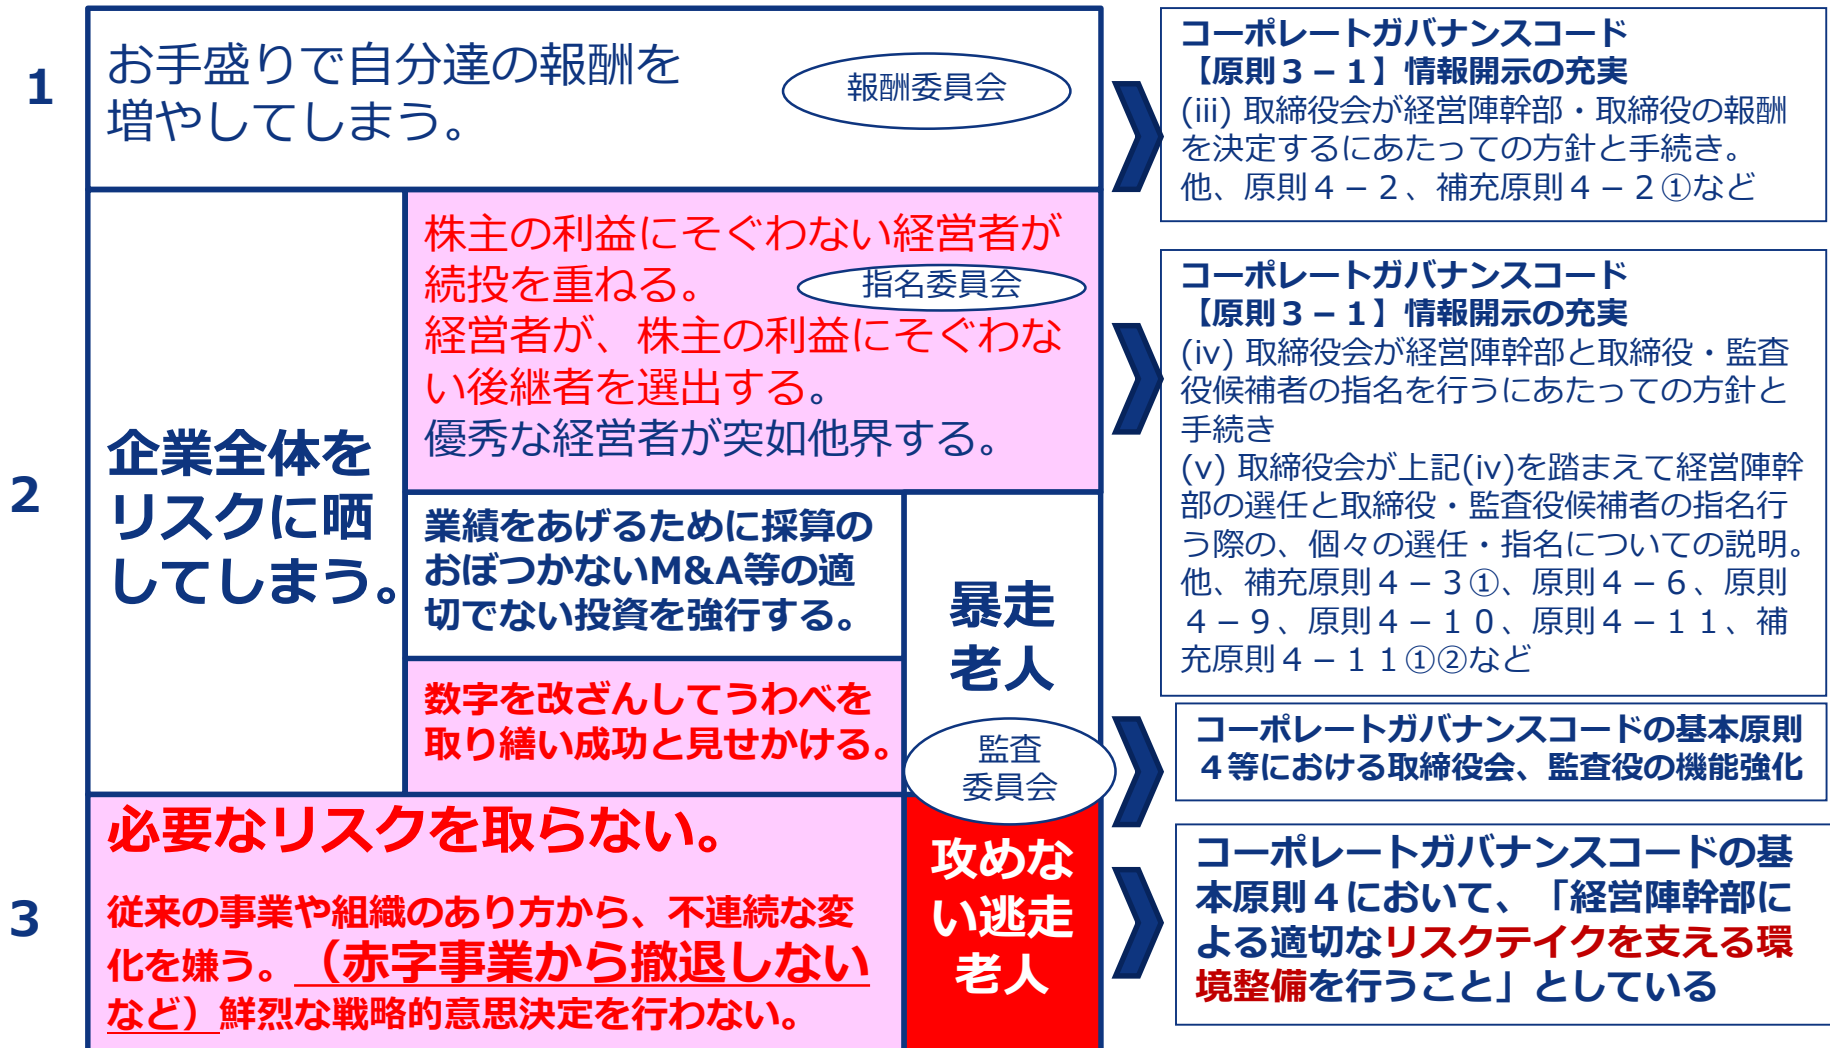 1
お手盛りで自分達の報酬を
増やしてしまう。
報酬委員会
コーポレートガバナンスコード
【原則３－１】情報開示の充実
(iii) 取締役会が経営陣幹部・取締役の報酬
を決定するにあたっての方針と手続き。
他、原則４－２、補充原則４－２①など
2
企業全体を
リスクに晒
してしまう。
株主の利益にそぐわない経営者が
続投を重ねる。
指名委員会
経営者が、株主の利益にそぐわな
い後継者を選出する。
優秀な経営者が突如他界する。
コーポレートガバナンスコード
【原則３－１】情報開示の充実
(iv) 取締役会が経営陣幹部と取締役・監査
役候補者の指名を行うにあたっての方針と
手続き
(v) 取締役会が上記(iv)を踏まえて経営陣幹
部の選任と取締役・監査役候補者の指名行
う際の、個々の選任・指名についての説明。
他、補充原則４－３①、原則４－６、原則
４－９、原則４－１０、原則４－１１、補
充原則４－１１①②など
業績をあげるために採算の
おぼつかないM&A等の適
切でない投資を強行する。
数字を改ざんしてうわべを
取り繕い成功と見せかける。
暴走
老人
監査
委員会
コーポレートガバナンスコードの基本原則
４等における取締役会、監査役の機能強化
3
必要なリスクを取らない。
従来の事業や組織のあり方から、不連続な変
化を嫌う。（赤字事業から撤退しない
など）鮮烈な戦略的意思決定を行わない。
攻めな
い逃走
老人
コーポレートガバナンスコードの基
本原則４において、「経営陣幹部に
よる適切なリスクテイクを支える環
境整備を行うこと」としている